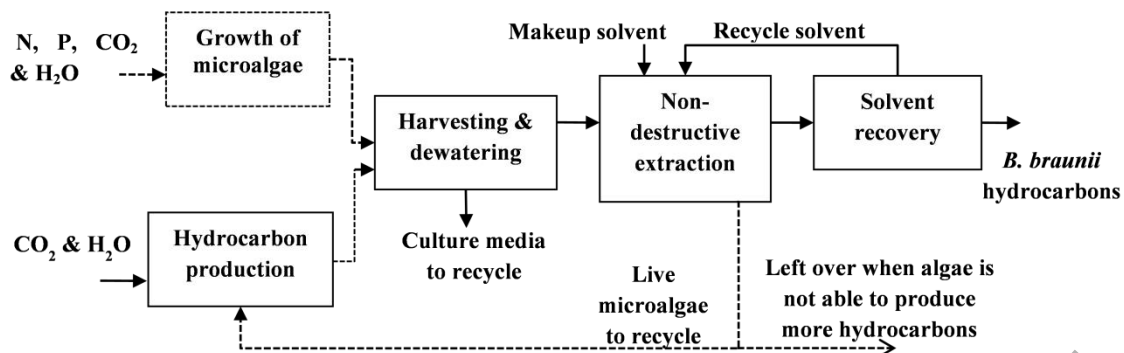 N, P, CO₂
& H₂O
Growth of
microalgae
Makeup solvent
Recycle solvent
Harvesting &
dewatering
Non-
destructive
extraction
Solvent
recovery
B. braunii
hydrocarbons
CO₂ & H₂O
Hydrocarbon
production
Culture media
to recycle
Live
microalgae
to recycle
Left over when algae is
not able to produce
more hydrocarbons